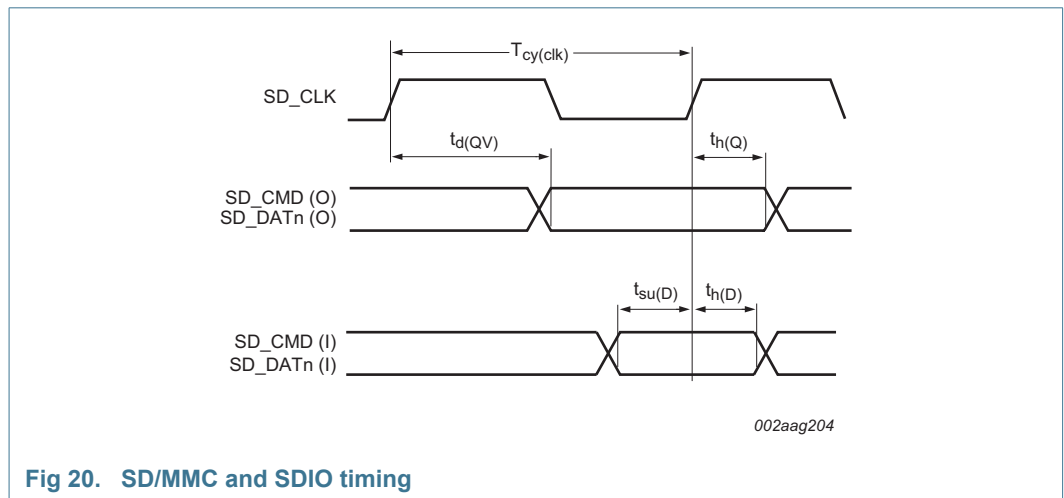 Tcy(clk)
SD_CLK
td(QV)
th(Q)
SD_CMD (O)
SD_DATn (O)
tsu(D)
th(D)
SD_CMD (I)
SD_DATn (I)
002aag204
Fig 20. SD/MMC and SDIO timing